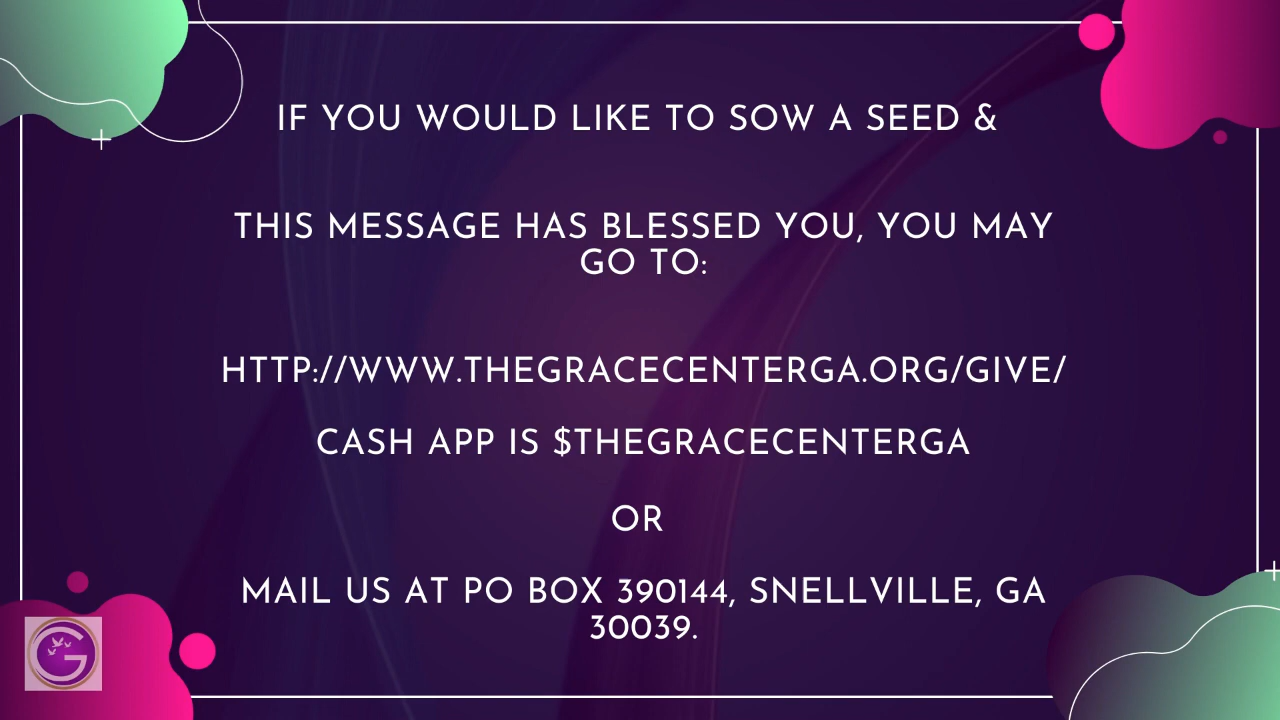 IF YOU WOULD LIKE TO SOW A SEED &
THIS MESSAGE HAS BLESSED YOU, YOU MAY
GO TO:
HTTP://WWW.THEGRACECENTERGA.ORG/GIVE/
CASH APP IS $THEGRACECENTERGA
OR
MAIL US AT PO BOX 390144, SNELLVILLE, GA
30039.
G